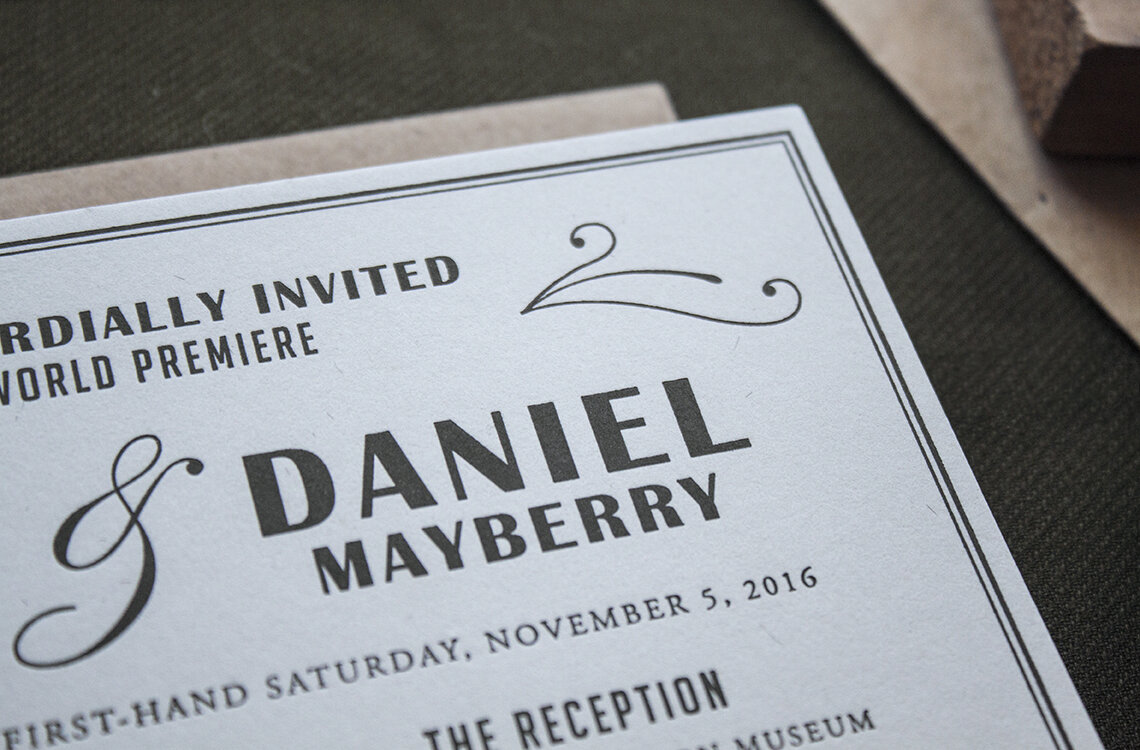 RDIALLY INVITED
WORLD PREMIERE
& DANIEL
MAYBERRY
FIRST-HAND SATURDAY, NOVEMBER 5, 2016
THE RECEPTION
MUSEUM